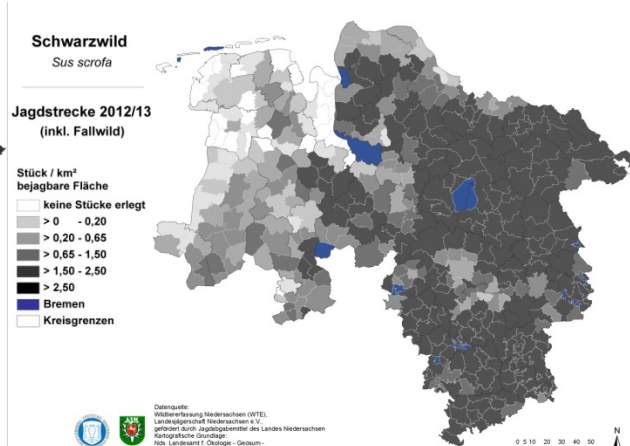 Schwarzwild
Sus scrofa
Jagdstrecke 2012/13
(inkl. Fallwild)
Stück / km²
bejagbare Fläche
keine Stücke erlegt
> 0 - 0,20
> 0,20 - 0,65
> 0,65 - 1,50
> 1,50 - 2,50
> 2,50
Bremen
Kreisgrenzen
Datenquelle:
Wildtiererfassung Niedersachsen (WTE),
Landesjägerschaft Niedersachsen e.V.,
gefördert durch Jagdabgabemittel des Landes Niedersachsen
Kartografische Grundlage:
Nds. Landesamt f. Ökologie - Geosum -
0 5 10 20 30 40 50
N